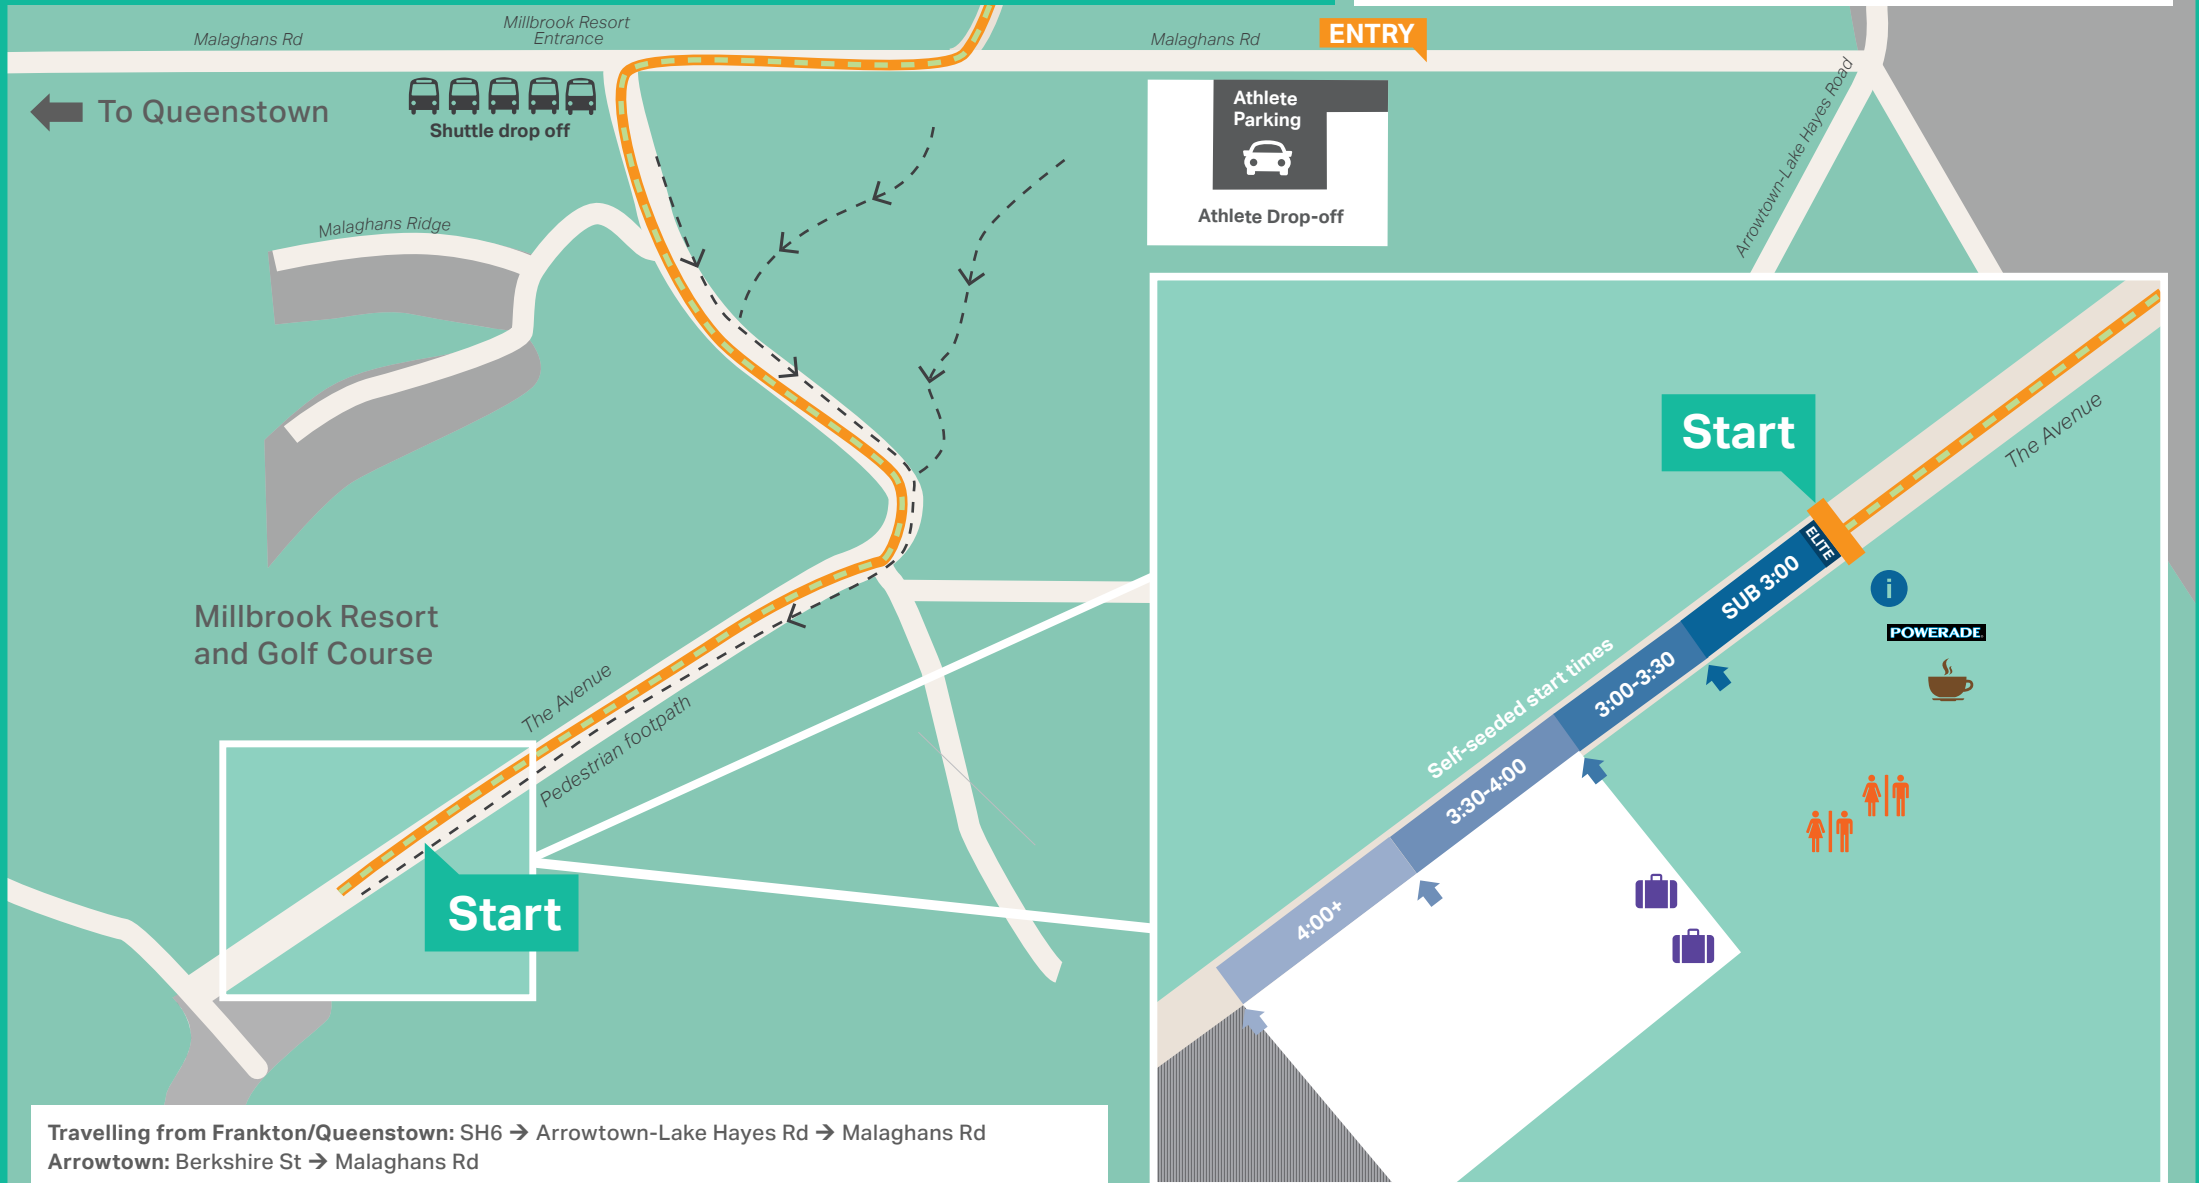 Malaghans Rd
Millbrook Resort
Entrance
Malaghans Rd
ENTRY
To Queenstown
Shuttle drop off
Athlete
Parking
Athlete Drop-off
Arrowtown-Lake Hayes Road
Malaghans Ridge
Start
The Avenue
ELITE
SUB 3:00
i
POWERADE
Self-seeded start times
3:00-3:30
3:30-4:00
4:00+
Millbrook Resort
and Golf Course
The Avenue
Pedestrian footpath
Start
Travelling from Frankton/Queenstown: SH6 → Arrowtown-Lake Hayes Rd → Malaghans Rd
Arrowtown: Berkshire St → Malaghans Rd